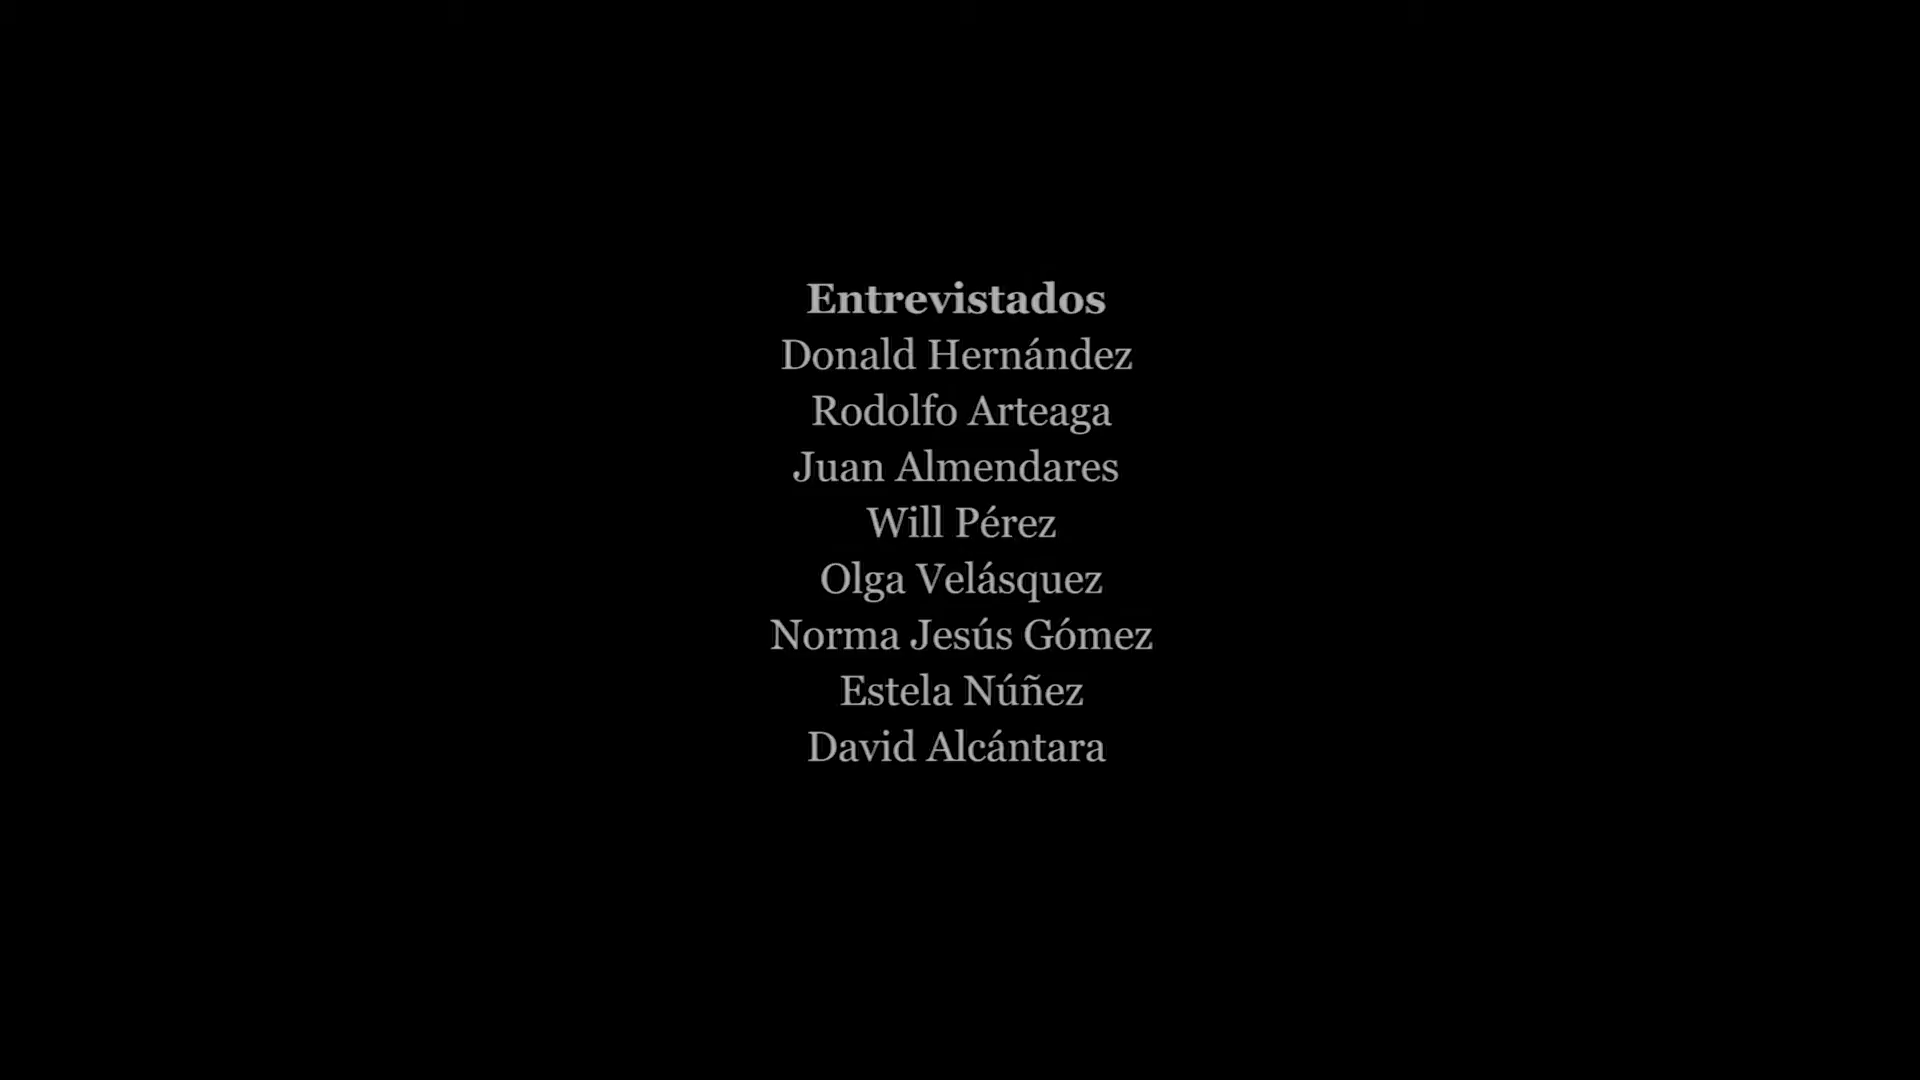 Entrevistados
Donald Hernández
Rodolfo Arteaga
Juan Almendares
Will Pérez
Olga Velásquez
Norma Jesús Gómez
Estela Núñez
David Alcántara